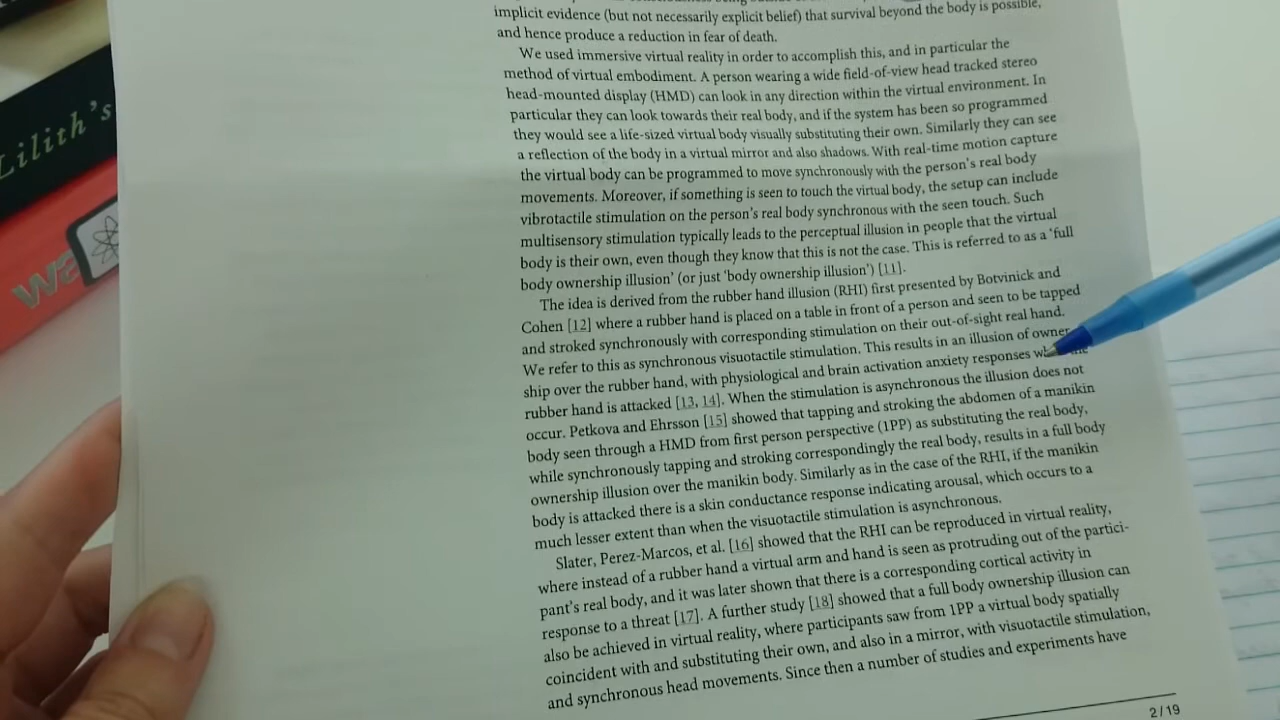 Lilith's
implicit evidence (but not necessarily explicit belief) that survival beyond the body is possible,
and hence produce a reduction in fear of death.
We used immersive virtual reality in order to accomplish this, and in particular the
method of virtual embodiment. A person wearing a wide field-of-view head tracked stereo
head-mounted display (HMD) can look in any direction within the virtual environment. In
particular they can look towards their real body, and if the system has been so programmed
they would see a life-sized virtual body visually substituting their own. Similarly they can see
a reflection of the body in a virtual mirror and also shadows. With real-time motion capture
the virtual body can be programmed to move synchronously with the person's real body
movements. Moreover, if something is seen to touch the virtual body, the setup can include
vibrotactile stimulation on the person's real body synchronous with the seen touch. Such
multisensory stimulation typically leads to the perceptual illusion in people that the virtual
body is their own, even though they know that this is not the case. This is referred to as a 'full
body ownership illusion' (or just 'body ownership illusion') [11].
The idea is derived from the rubber hand illusion (RHI) first presented by Botvinick and
Cohen [12] where a rubber hand is placed on a table in front of a person and seen to be tapped
and stroked synchronously with corresponding stimulation on their out-of-sight real hand.
We refer to this as synchronous visuotactile stimulation. This results in an illusion of owner-
ship over the rubber hand, with physiological and brain activation anxiety responses
rubber hand is attacked [13, 14]. When the stimulation is asynchronous the illusion does not
occur. Petkova and Ehrsson [15] showed that tapping and stroking the abdomen of a manikin
body seen through a HMD from first person perspective (1PP) as substituting the real body,
while synchronously tapping and stroking correspondingly the real body, results in a full body
ownership illusion over the manikin body. Similarly as in the case of the RHI, if the manikin
body is attacked there is a skin conductance response indicating arousal, which occurs to a
much lesser extent than when the visuotactile stimulation is asynchronous.
Slater, Perez-Marcos, et al. [16] showed that the RHI can be reproduced in virtual reality,
where instead of a rubber hand a virtual arm and hand is seen as protruding out of the partici-
pant's real body, and it was later shown that there is a corresponding cortical activity in
response to a threat [17]. A further study [18] showed that a full body ownership illusion can
also be achieved in virtual reality, where participants saw from 1PP a virtual body spatially
coincident with and substituting their own, and also in a mirror, with visuotactile stimulation,
and synchronous head movements. Since then a number of studies and experiments have
2 / 19